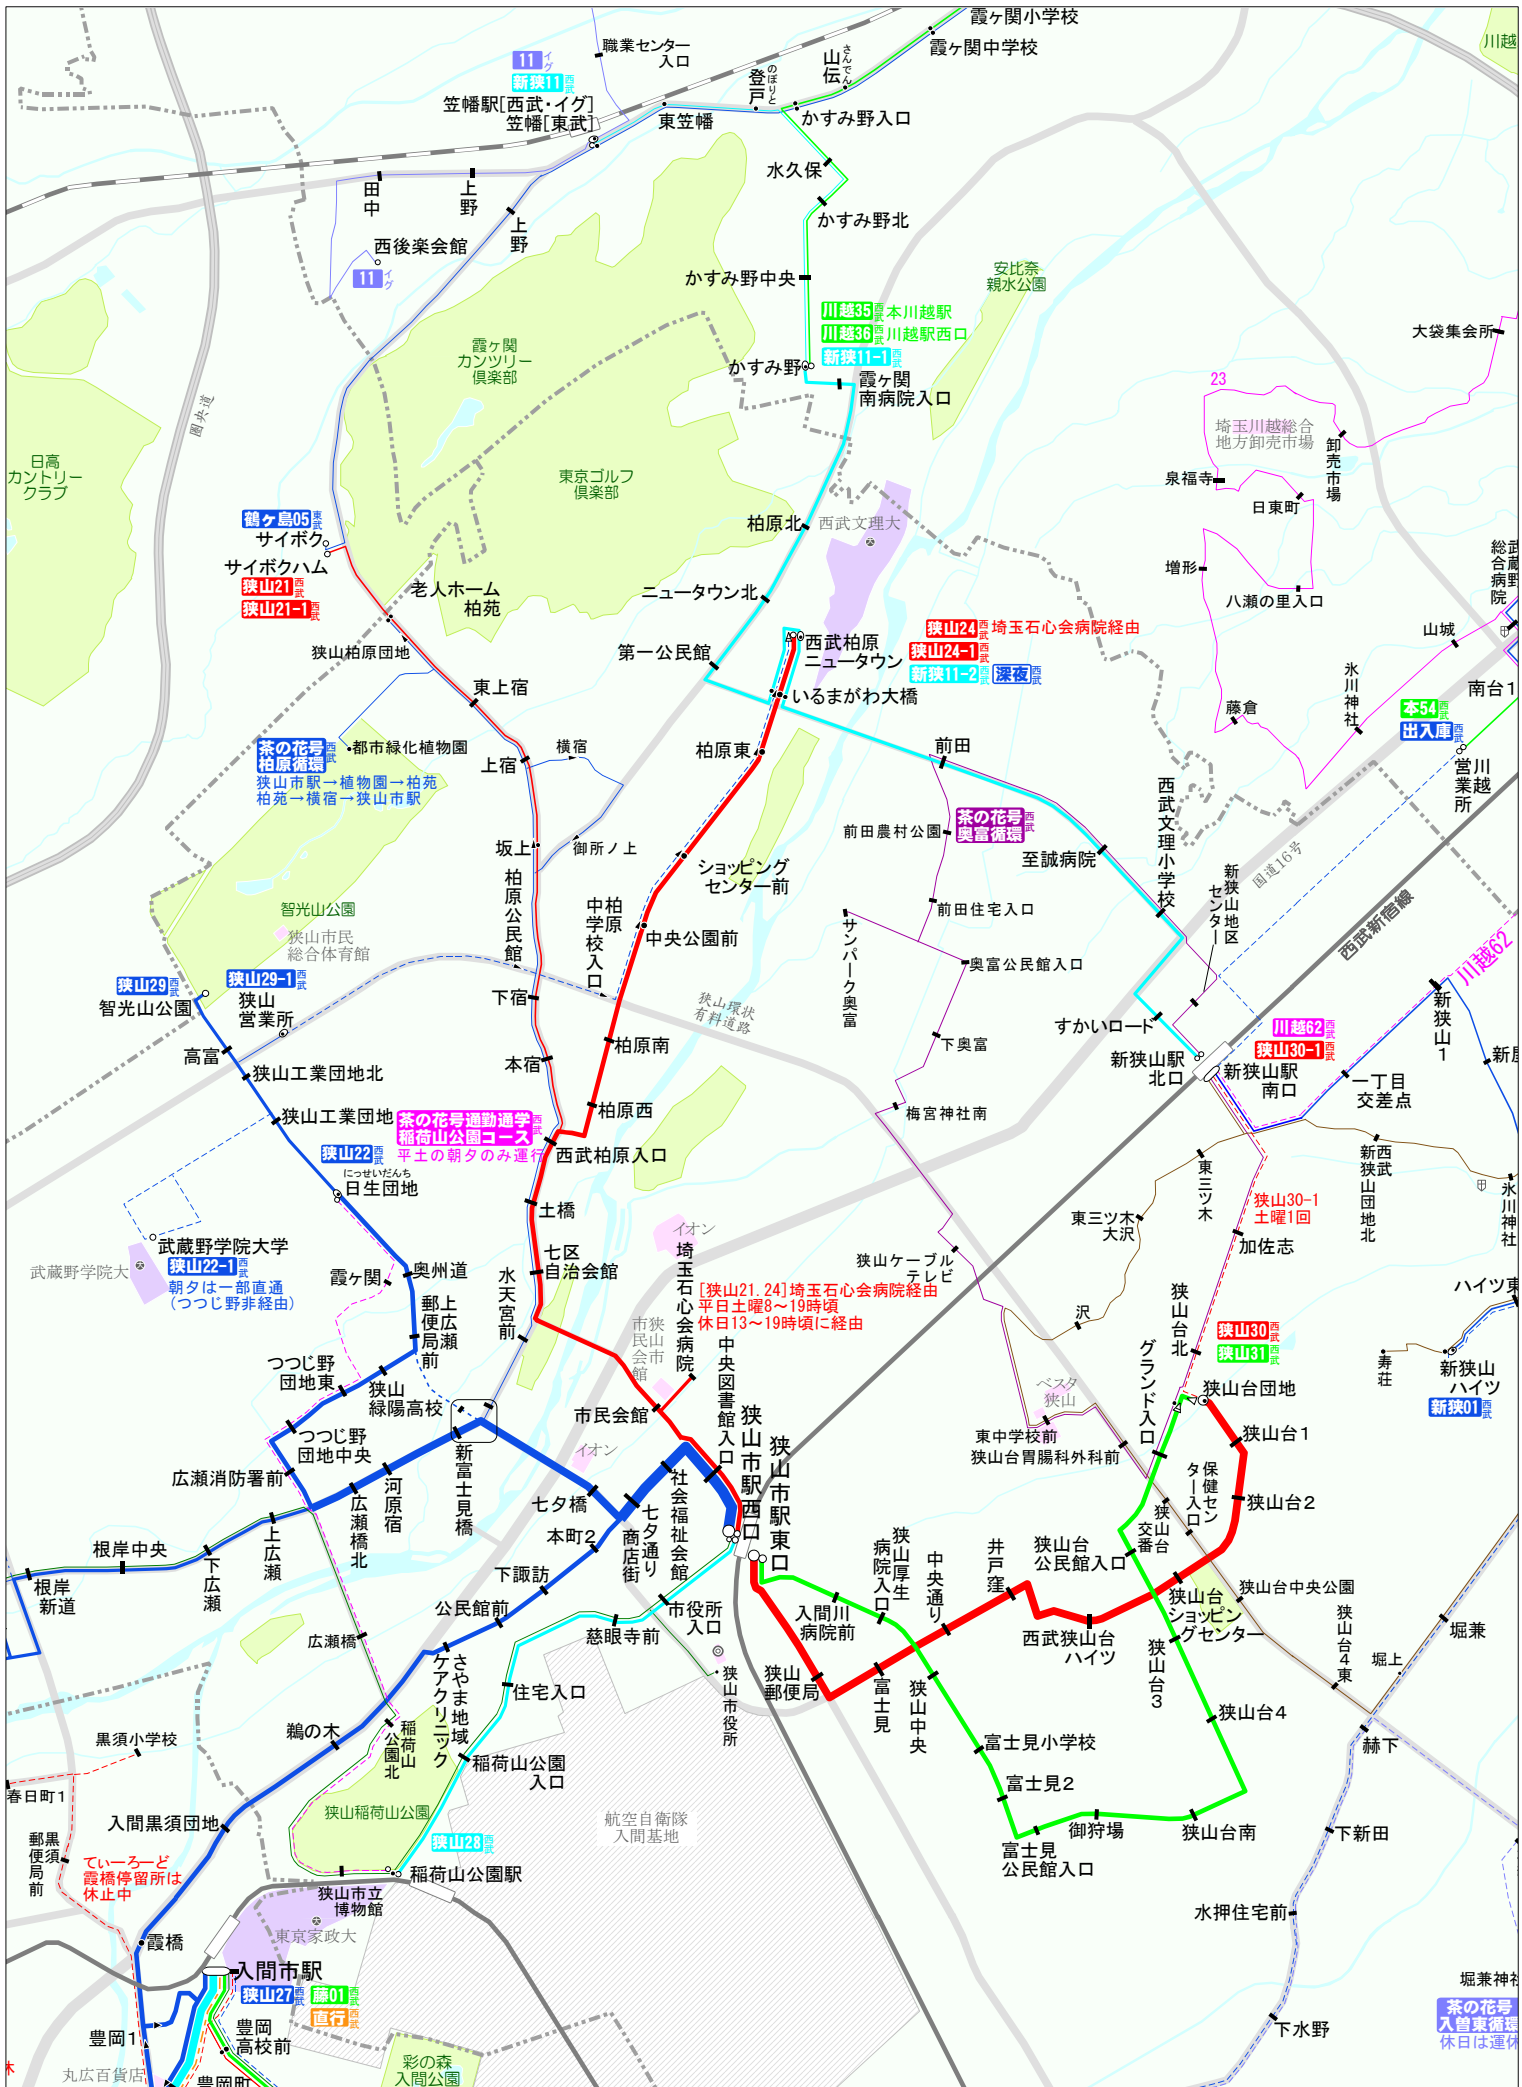 霞ヶ関小学校
霞ヶ関中学校
川越
職業センター
入口
11 イグ
新狭11 西武
笠幡駅[西武・イグ]
笠幡[東武]
東笠幡
のぼりと
登戸
さんでん
山伝
かすみ野入口
水久保
かすみ野北
田中
上野
上野
西後楽会館
11 イグ
かすみ野中央
安比奈
親水公園
川越35 西武 本川越駅
川越36 西武 川越駅西口
新狭11-1 西武
かすみ野
霞ヶ関
南病院入口
大袋集会所
霞ヶ関
カンツリー
倶楽部
圏央道
23
埼玉川越総合
地方卸売市場
卸売市場
泉福寺
日東町
日高
カントリー
クラブ
東京ゴルフ
倶楽部
柏原北
西武文理大
鶴ヶ島05 東武
サイボク
サイボクハム
狭山21 西武
狭山21-1 西武
老人ホーム
柏苑
ニュータウン北
増形
八瀬の里入口
武蔵野
総合病院
山城
狭山柏原団地
第一公民館
西武柏原
ニュータウン
狭山24 西武 埼玉石心会病院経由
狭山24-1 西武
新狭11-2 西武 深夜 西武
いるまがわ大橋
東上宿
藤倉
氷川神社
南台1
本54 西武
出入庫 西武
川越
営業所
茶の花号
柏原循環 西武
狭山市駅→植物園→柏苑
柏苑→横宿→狭山市駅
都市緑化植物園
上宿
横宿
柏原東
前田
西武文理小学校
前田農村公園
茶の花号
奥富循環 西武
至誠病院
国道16号
坂上
御所ノ上
ショッピング
センター前
新狭山地区
センター
西武新宿線
智光山公園
狭山市民
総合体育館
柏原公民館
柏原
中学校入口
中央公園前
前田住宅入口
サンパーク奥富
奥富公民館入口
川越62
狭山29 西武
狭山29-1 西武
智光山公園
狭山
営業所
下宿
狭山環状
有料道路
すかいロード
新狭山1
高富
本宿
柏原南
下奥富
新狭山駅
北口
川越62 西武
狭山30-1 西武
新狭山駅
南口
一丁目
交差点
狭山工業団地北
狭山工業団地
柏原西
梅宮神社南
茶の花号通勤通学
稲荷山公園コース 西武
平土の朝夕のみ運行
西武柏原入口
狭山22 西武
にっせいだんち
日生団地
東三ツ木
西武
新狭山団地北
氷川神社
土橋
東三ツ木
大沢
狭山30-1
土曜1回
加佐志
武蔵野学院大
武蔵野学院大学
狭山22-1 西武
朝夕は一部直通
(つつじ野非経由)
霞ヶ関
奥州道
七区
自治会館
イオン
埼玉石心会病院
狭山ケーブル
テレビ
[狭山21.24]埼玉石心会病院経由
平日土曜8～19時頃
休日13～19時頃に経由
水天宮前
上広瀬
郵便局前
狭山市
市民会館
中央図書館入口
沢
狭山台北
狭山30 西武
狭山31 西武
ハイツ東
寿荘
新狭山
ハイツ
新狭01 西武
つつじ野
団地東
狭山
緑陽高校
ベスタ
狭山
グランド入口
狭山台団地
市民会館
狭山市駅西口
狭山市駅東口
東中学校前
狭山台胃腸科外科前
狭山台1
つつじ野
団地中央
広瀬消防署前
新富士見橋
イオン
保健セン
ター入口
狭山台2
広瀬橋北
河原宿
七夕橋
社会福祉会館
狭山台
交番
上広瀬
本町2
七夕通り
商店街
狭山厚生
病院入口
中央通り
井戸窪
狭山台
公民館入口
根岸中央
根岸
新道
下広瀬
下諏訪
入間川
病院前
西武狭山台
ハイツ
狭山台
ショッピン
グセンター
狭山台中央公園
公民館前
慈眼寺前
市役所
入口
狭山台3
狭山台4東
堀兼
堀上
広瀬橋
さやま地域
ケアクリニック
住宅入口
狭山市役所
狭山
郵便局
富士見
狭山中央
狭山台4
鵜の木
稲荷山
公園北
稲荷山公園
入口
富士見小学校
赫下
黒須小学校
春日町1
富士見2
黒須
郵便局前
入間黒須団地
狭山稲荷山公園
狭山28 西武
航空自衛隊
入間基地
御狩場
狭山台南
下新田
富士見
公民館入口
てぃーろーど
霞橋停留所は
休止中
稲荷山公園駅
狭山市立
博物館
水押住宅前
東京家政大
霞橋
入間市駅
狭山27 西武
藤01 西武
直行 西武
堀兼神社
茶の花号
入曽東循環
休日は運休
豊岡1
豊岡
高校前
下水野
丸広百貨店
豊岡町
彩の森
入間公園
休